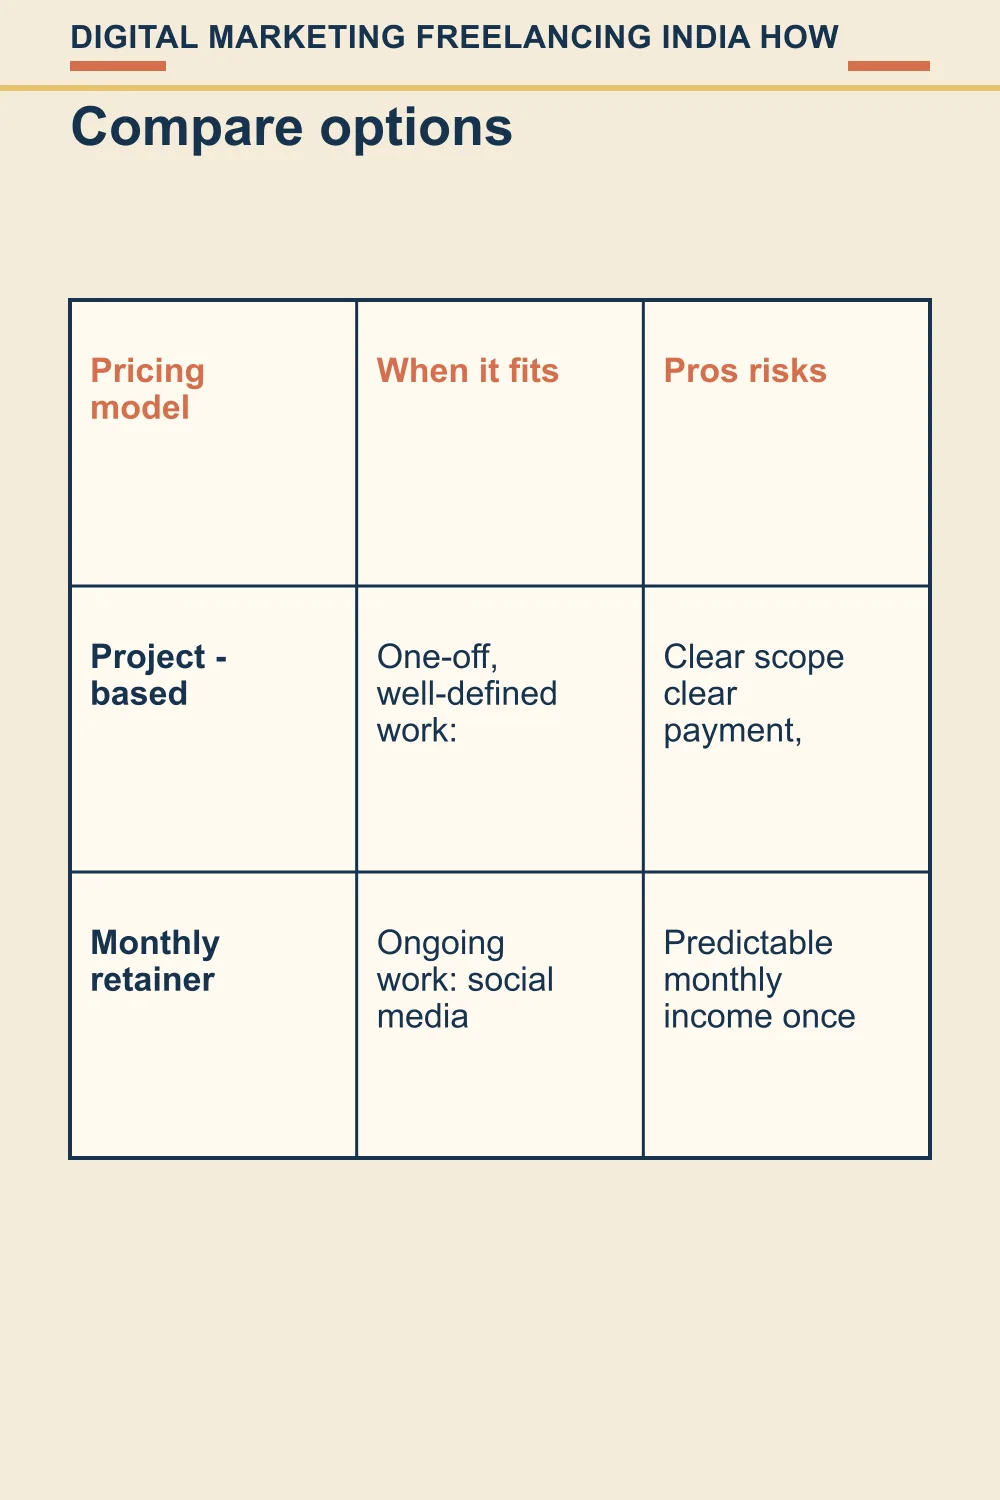 DIGITAL MARKETING FREELANCING INDIA HOW
Compare options
Pricing
model
When it fits
Pros risks
Project -
based
One-off,
well-defined
work:
Clear scope
clear
payment,
Monthly
retainer
Ongoing
work: social
media
Predictable
monthly
income once